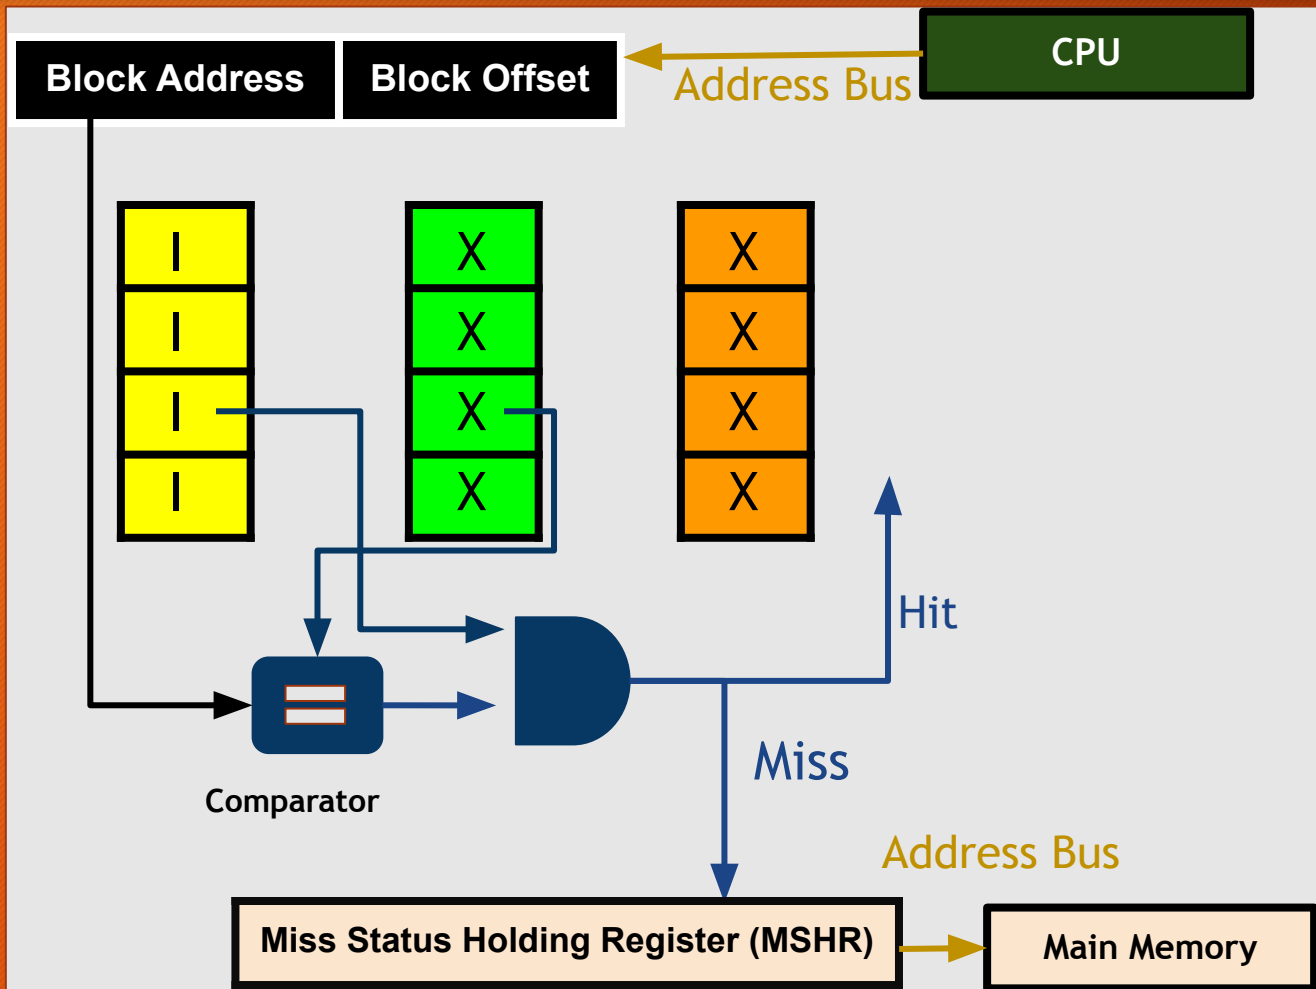 Block Address Block Offset
Address Bus
CPU
I X X
I X X
I X X
I X X
Hit
=
Comparator
Miss
Address Bus
Miss Status Holding Register (MSHR)
Main Memory